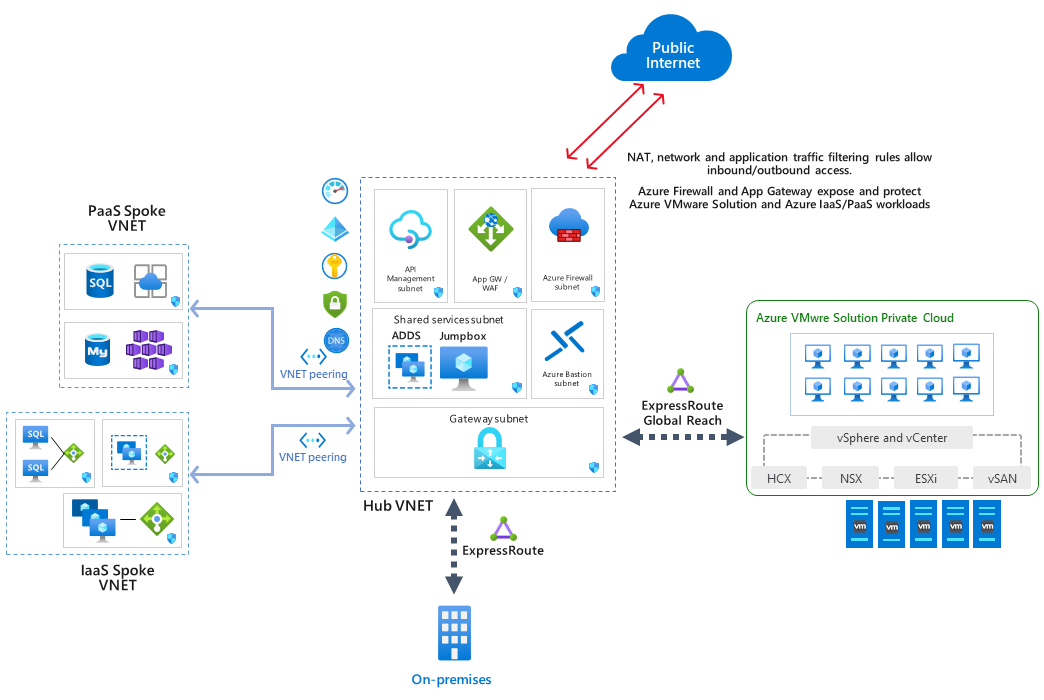 Public
Internet
NAT, network and application traffic filtering rules allow
inbound/outbound access.
Azure Firewall and App Gateway expose and protect
Azure VMware Solution and Azure IaaS/PaaS workloads
PaaS Spoke
VNET
SQL
My
API
Management
subnet
App GW /
WAF
Azure Firewall
subnet
DNS
VNET peering
Shared services subnet
ADDS
Jumpbox
Azure Bastion
subnet
Gateway subnet
Hub VNET
VNET peering
SQL
SQL
IaaS Spoke
VNET
ExpressRoute
Global Reach
ExpressRoute
On-premises
Azure VMwre Solution Private Cloud
vSphere and vCenter
HCX
NSX
ESXi
vSAN
vm
vm
vm
vm
vm